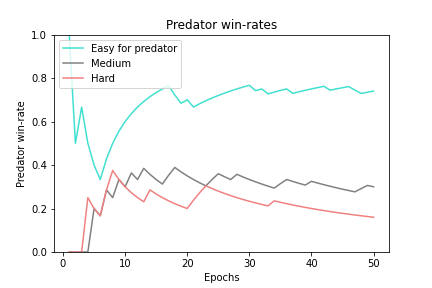 Predator win-rates
Easy for predator
Medium
Hard
Predator win-rate
1.0
0.8
0.6
0.4
0.2
0.0
0
10
20
30
40
50
Epochs